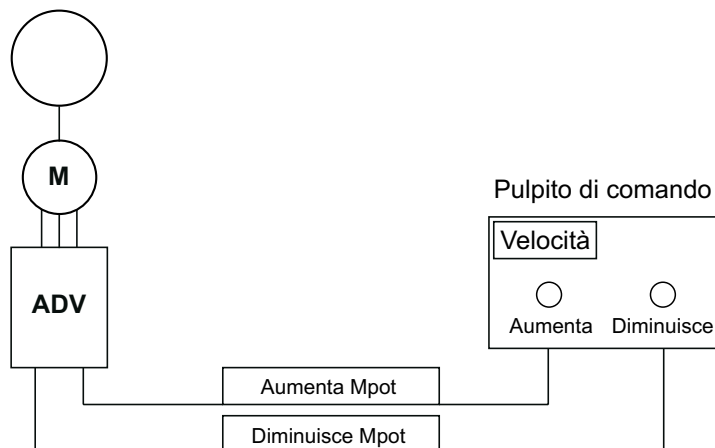 M
Pulpito di comando
Velocità
ADV
Aumenta Diminuisce
Aumenta Mpot
Diminuisce Mpot